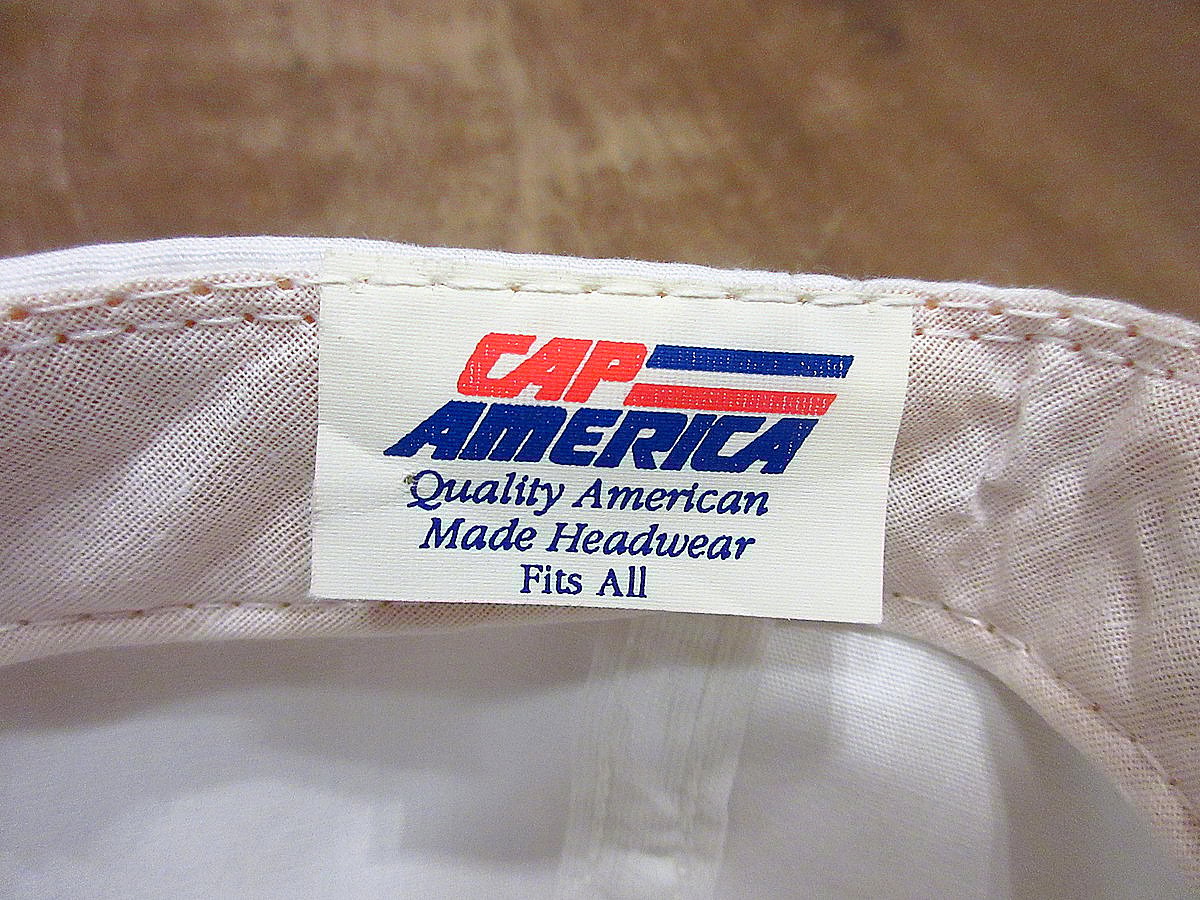 CAP
AMERICA
Quality American
Made Headwear
Fits All